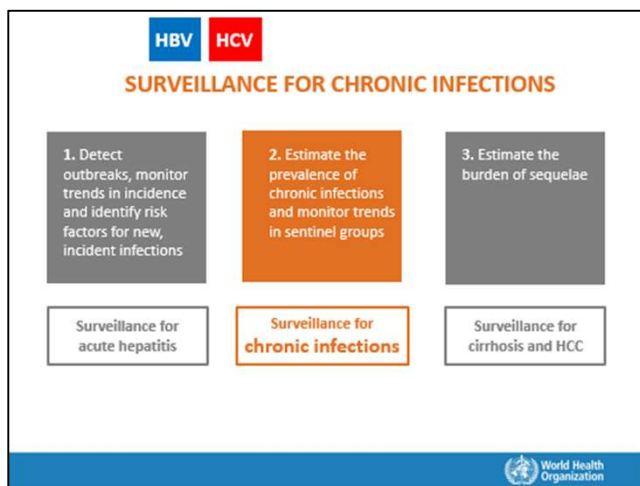 HBV HCV
SURVEILLANCE FOR CHRONIC INFECTIONS
1. Detect
outbreaks, monitor
trends in incidence
and identify risk
factors for new,
incident infections
2. Estimate the
prevalence of
chronic infections
and monitor trends
in sentinel groups
3. Estimate the
burden of sequelae
Surveillance for
acute hepatitis
Surveillance for
chronic infections
Surveillance for
cirrhosis and HCC
World Health
Organization